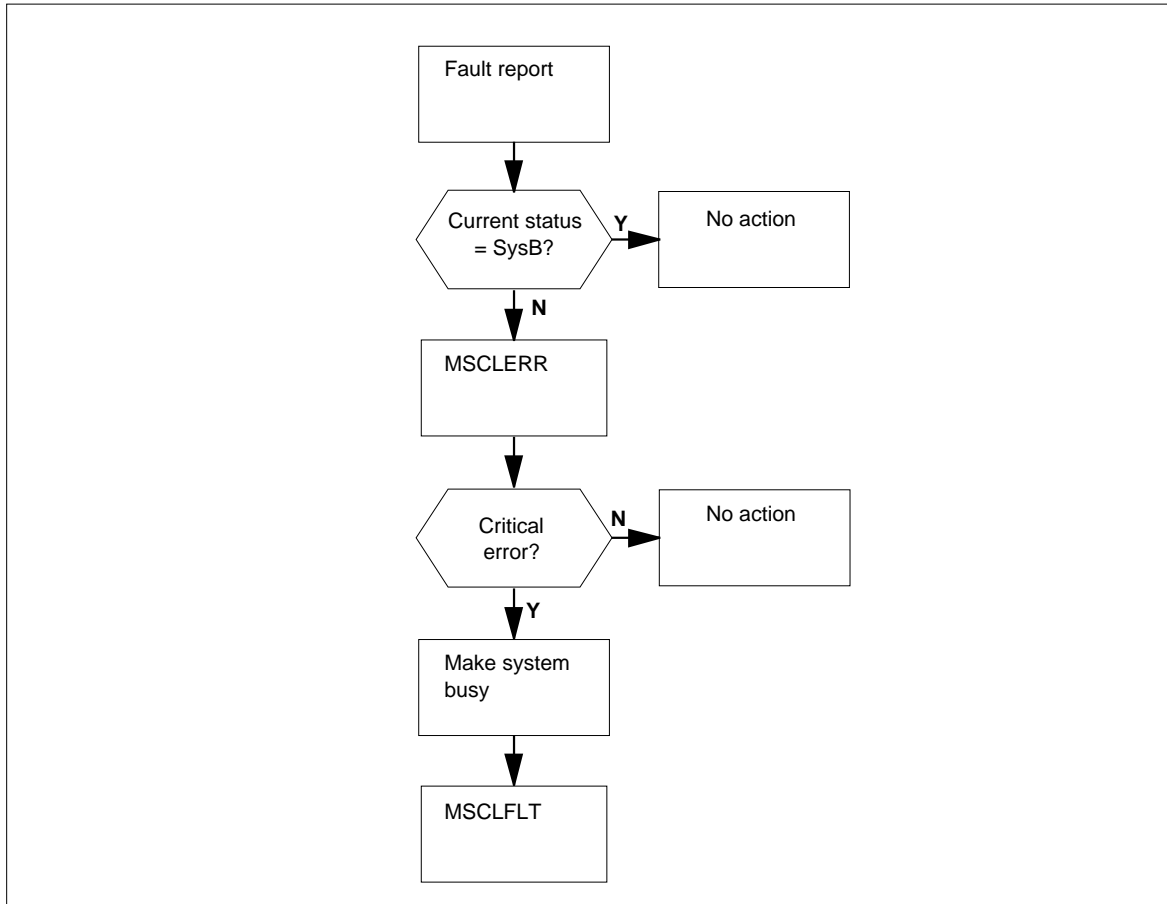 Fault report
Current status
= SysB?
Y
No action
N
MSCLERR
Critical
error?
N
No action
Y
Make system
busy
MSCLFLT